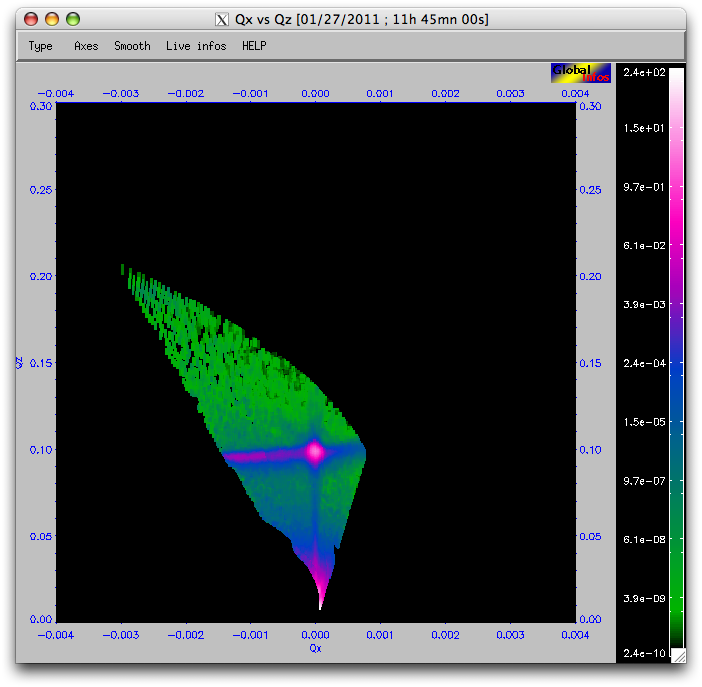 Qx vs Qz [01/27/2011 ; 11h 45mn 00s]
Type Axes Smooth Live infos HELP
Global
Infos
-0.004 -0.003 -0.002 -0.001 0.000 0.001 0.002 0.003 0.004
0.30 0.30
0.25 0.25
0.20 0.20
0.15 0.15
Qz
0.10 0.10
0.05 0.05
0.00 0.00
-0.004 -0.003 -0.002 -0.001 0.000 0.001 0.002 0.003 0.004
Qx
2.4e+02
1.5e+01
9.7e-01
6.1e-02
3.9e-03
2.4e-04
1.5e-05
9.7e-07
6.1e-08
3.9e-09
2.4e-10